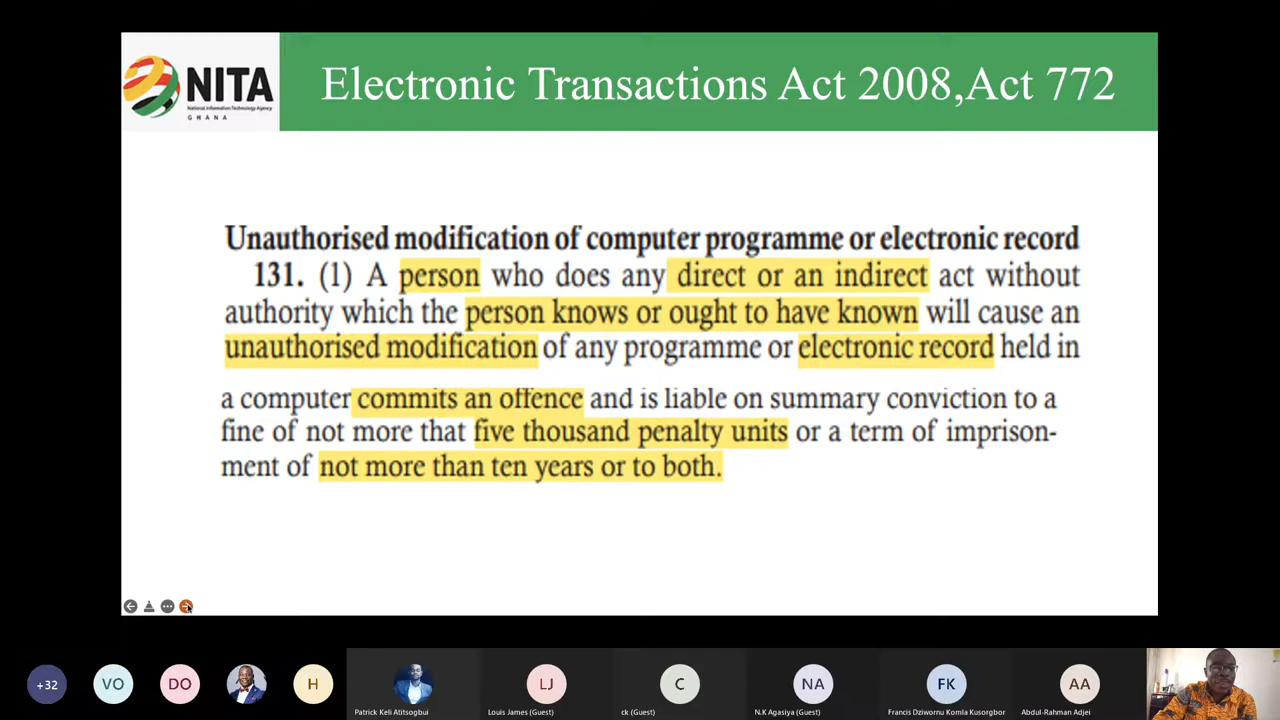 NITA
National Information Technology Agency
GHANA
Electronic Transactions Act 2008,Act 772
Unauthorised modification of computer programme or electronic record
131. (1) A person who does any direct or an indirect act without
authority which the person knows or ought to have known will cause an
unauthorised modification of any programme or electronic record held in
a computer commits an offence and is liable on summary conviction to a
fine of not more that five thousand penalty units or a term of imprison-
ment of not more than ten years or to both.
+32
VO
DO
H
LJ
C
NA
FK
AA
Patrick Keli Atitsogbui
Louis James (Guest)
ck (Guest)
N.K Agasiya (Guest)
Francis Dziwornu Komla Kusorgbor
Abdul-Rahman Adjei